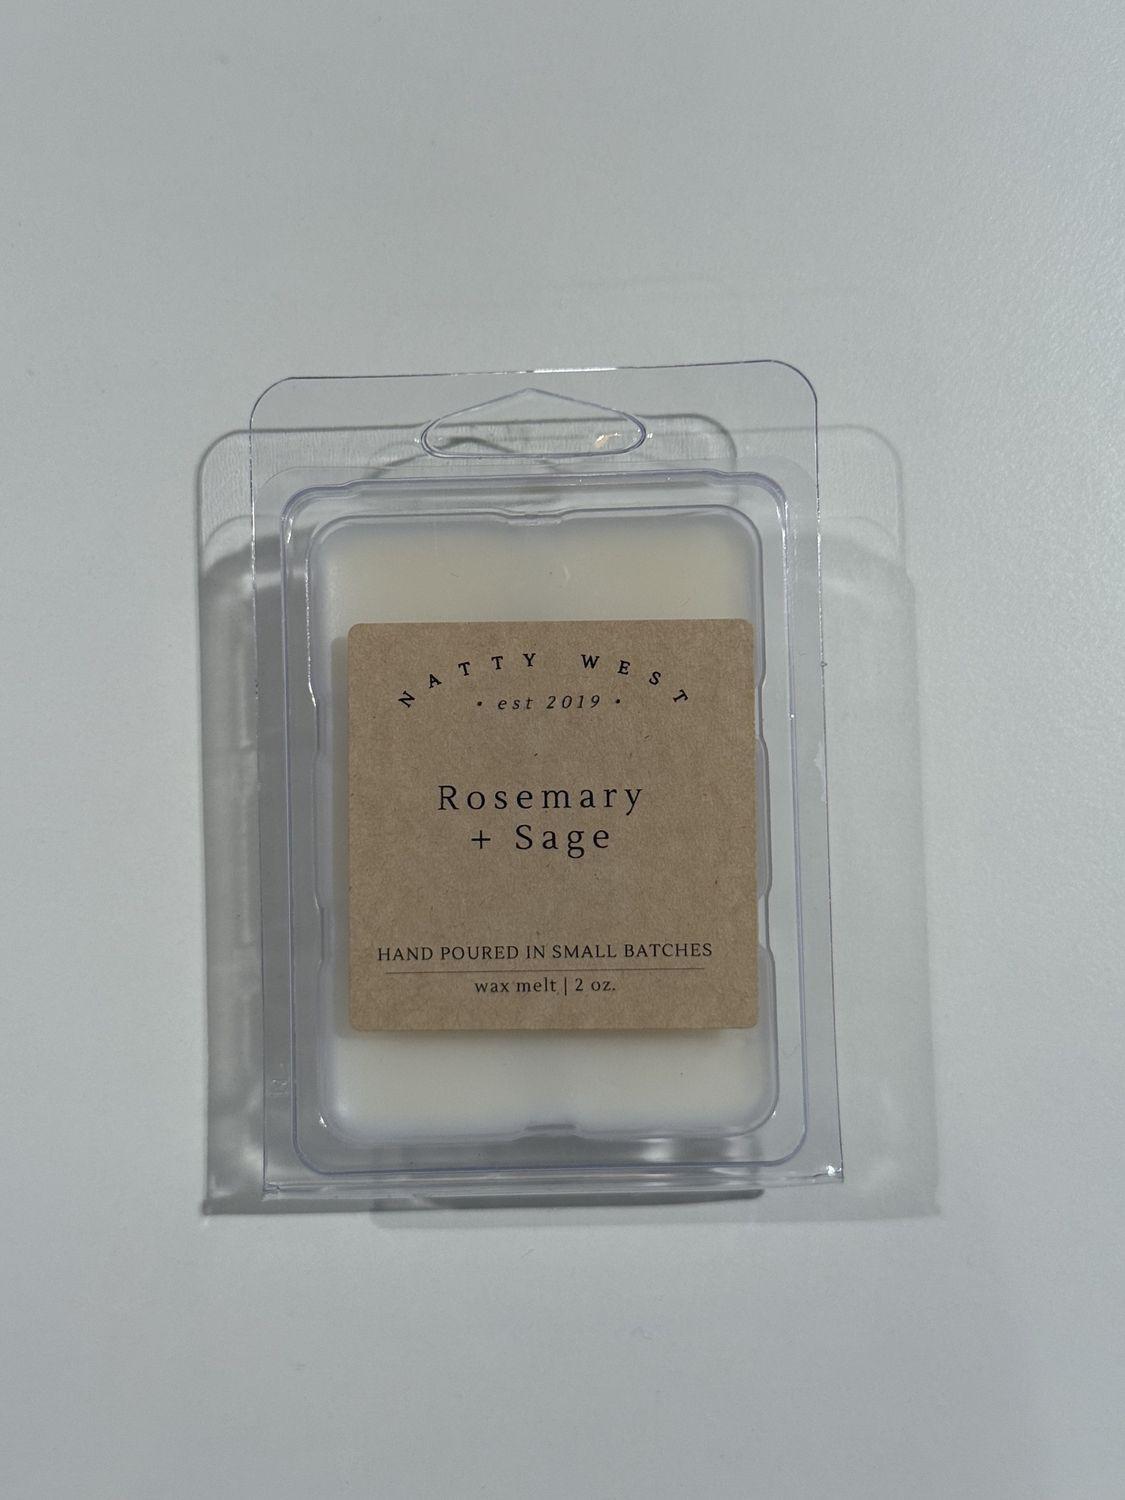 NATTY WEST
• est 2019 •
Rosemary
+ Sage
HAND POURED IN SMALL BATCHES
wax melt | 2 oz.